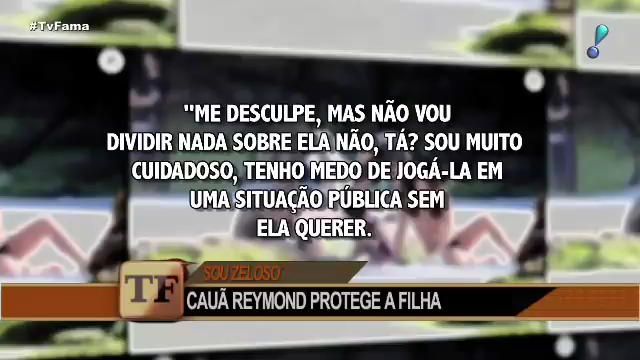 #TvFama
"ME DESCULPE, MAS NÃO VOU
DIVIDIR NADA SOBRE ELA NÃO, TÁ? SOU MUITO
CUIDADOSO, TENHO MEDO DE JOGÁ-LA EM
UMA SITUAÇÃO PÚBLICA SEM
ELA QUERER.
"SOU ZELOSO"
TF
CAUÃ REYMOND PROTEGE A FILHA